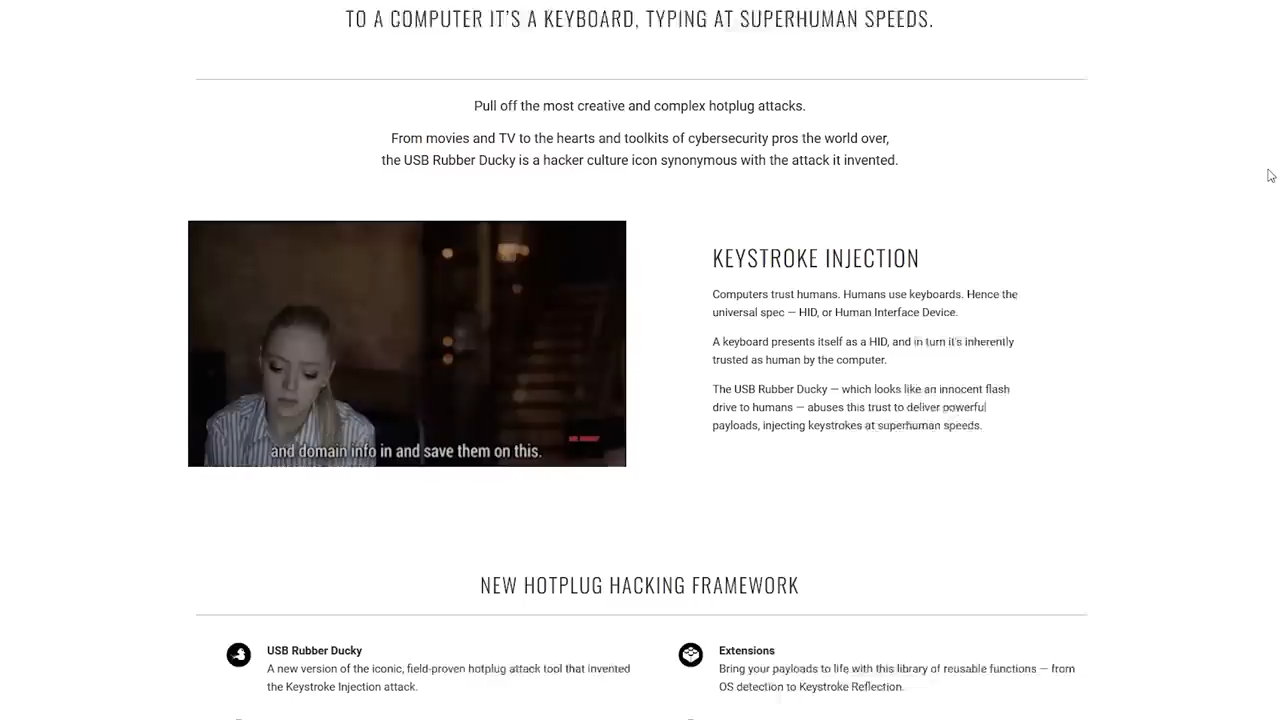 TO A COMPUTER IT'S A KEYBOARD, TYPING AT SUPERHUMAN SPEEDS.
Pull off the most creative and complex hotplug attacks.
From movies and TV to the hearts and toolkits of cybersecurity pros the world over,
the USB Rubber Ducky is a hacker culture icon synonymous with the attack it invented.
and domain info in and save them on this.
KEYSTROKE INJECTION
Computers trust humans. Humans use keyboards. Hence the
universal spec — HID, or Human Interface Device.
A keyboard presents itself as a HID, and in turn it's inherently
trusted as human by the computer.
The USB Rubber Ducky — which looks like an innocent flash
drive to humans — abuses this trust to deliver powerful
payloads, injecting keystrokes at superhuman speeds.
NEW HOTPLUG HACKING FRAMEWORK
USB Rubber Ducky
A new version of the iconic, field-proven hotplug attack tool that invented
the Keystroke Injection attack.
Extensions
Bring your payloads to life, with this library of reusable functions — from
OS detection to Keystroke Reflection.